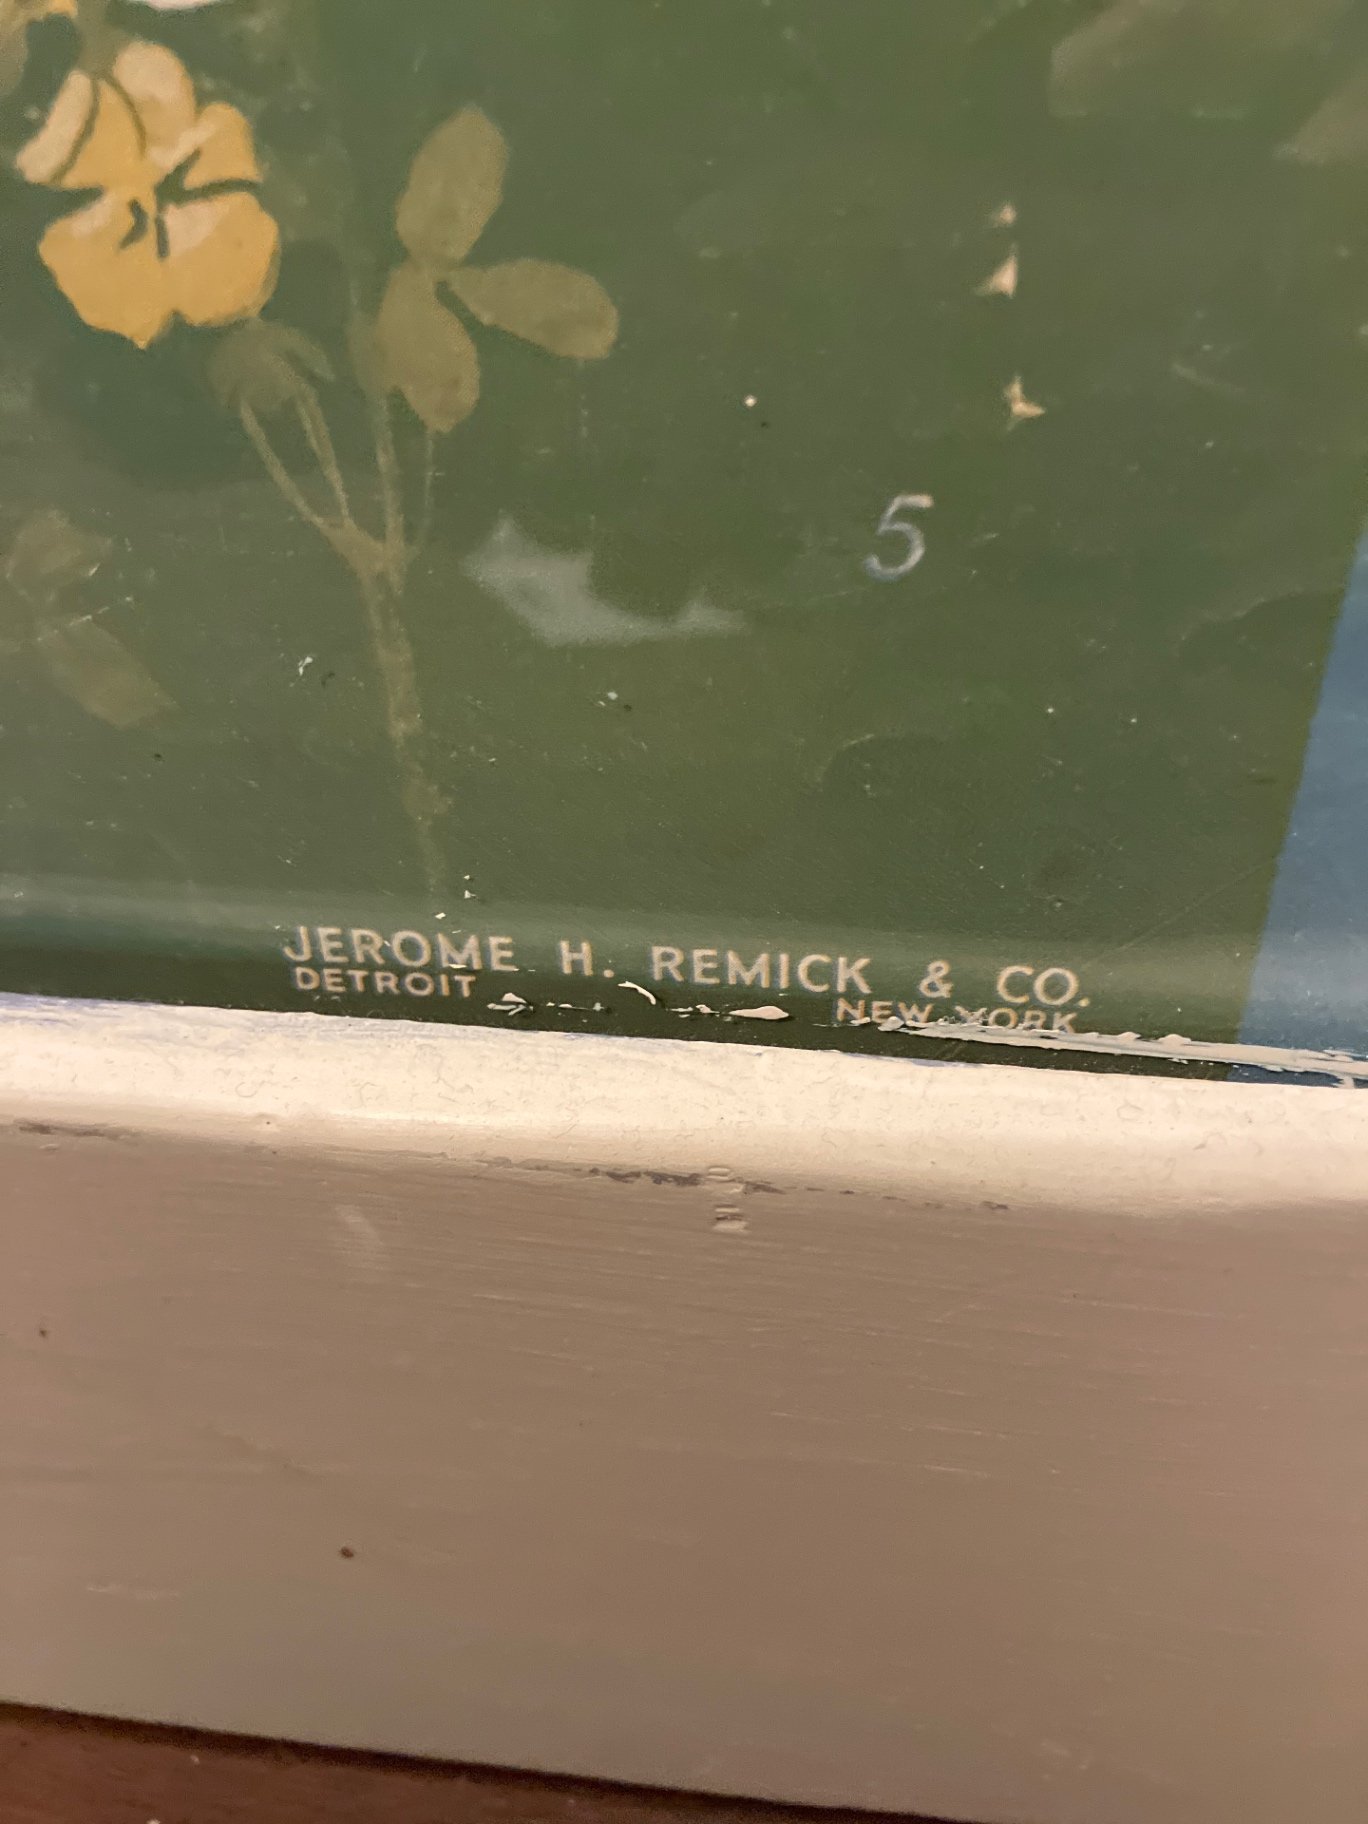 5
JEROME H. REMICK & CO.
DETROIT NEW YORK